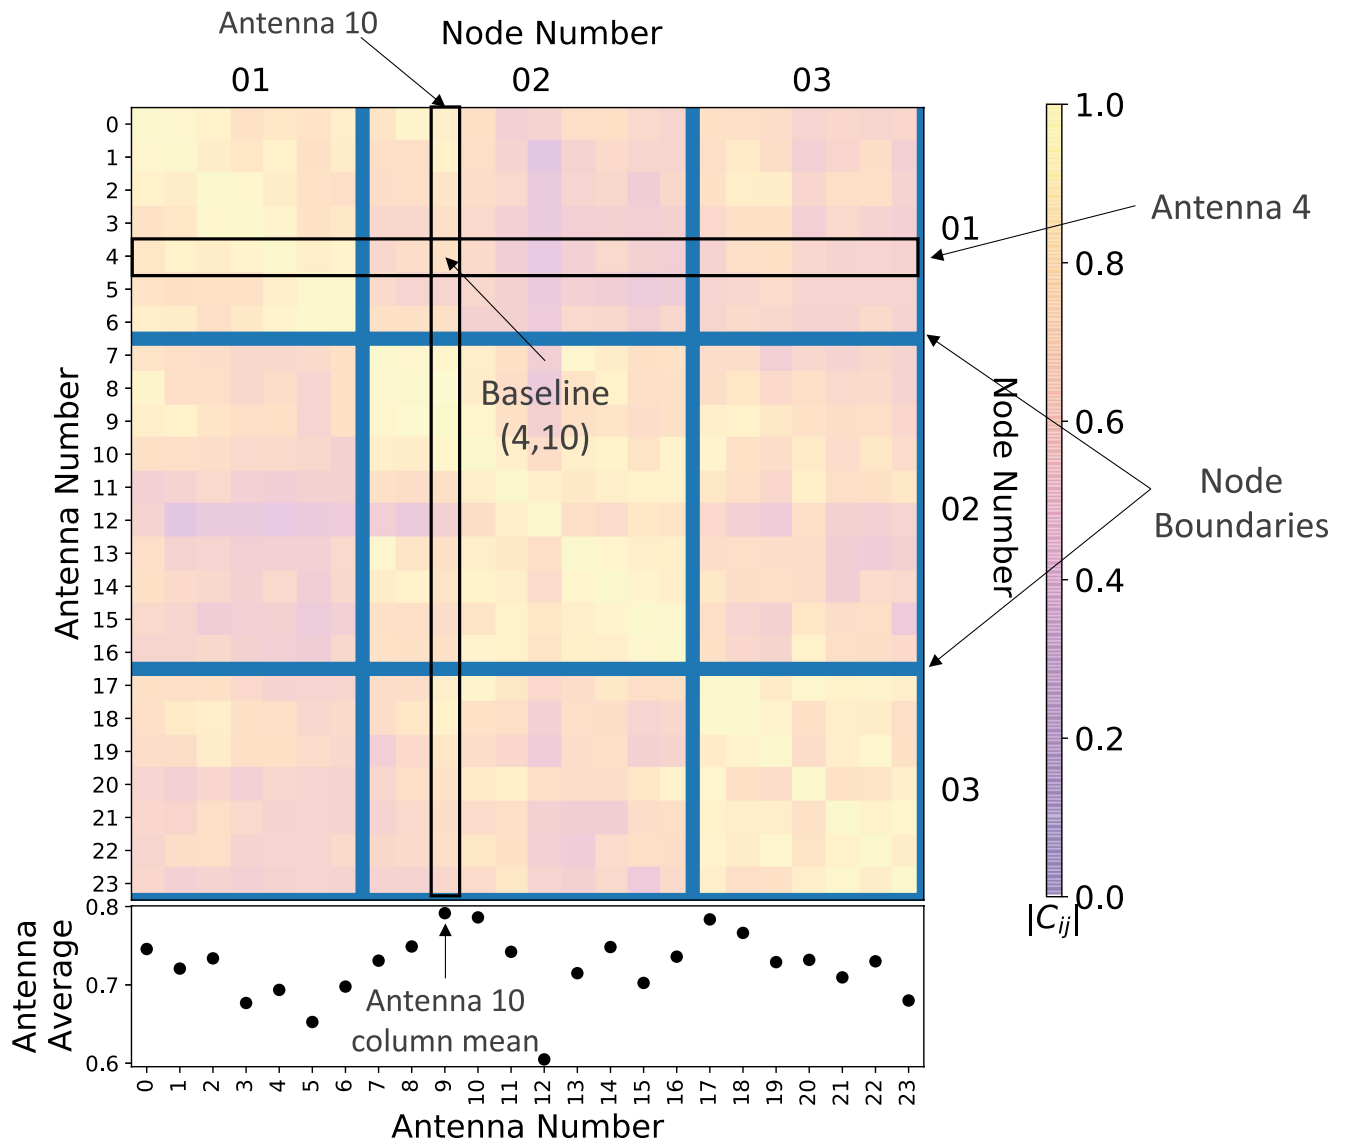 Antenna 10
Node Number
01 02 03
0
1
2
3
4
5
6
7
8
9
10
11
12
13
14
15
16
17
18
19
20
21
22
23
Antenna Number
01
02
03
Node Number
Antenna 4
Baseline
(4,10)
Node
Boundaries
1.0
0.8
0.6
0.4
0.2
0.0
|C_ij|
0.8
0.7
0.6
Antenna
Average
Antenna 10
column mean
0 1 2 3 4 5 6 7 8 9 10 11 12 13 14 15 16 17 18 19 20 21 22 23
Antenna Number